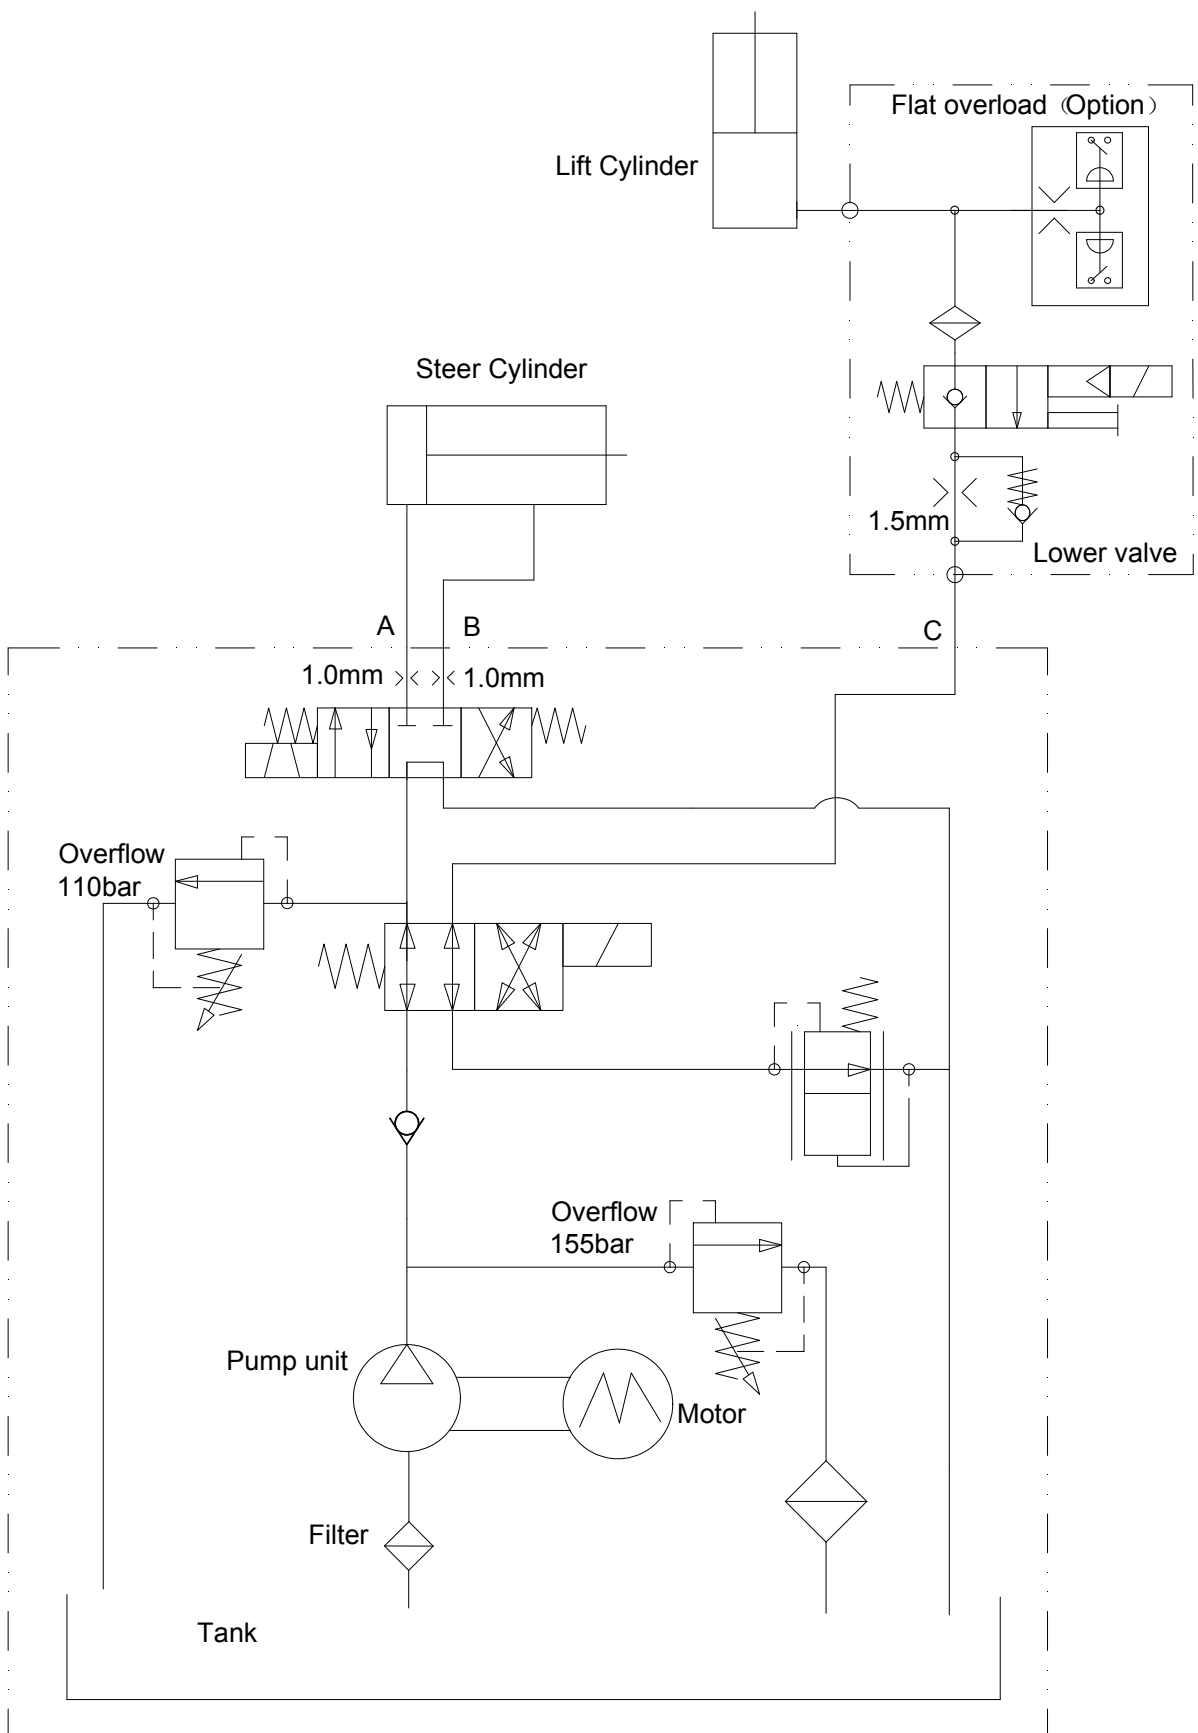 Flat overload（Option）
Lift Cylinder
Steer Cylinder
1.5mm
Lower valve
A
B
C
1.0mm
1.0mm
Overflow
110bar
Overflow
155bar
Pump unit
Motor
Filter
Tank